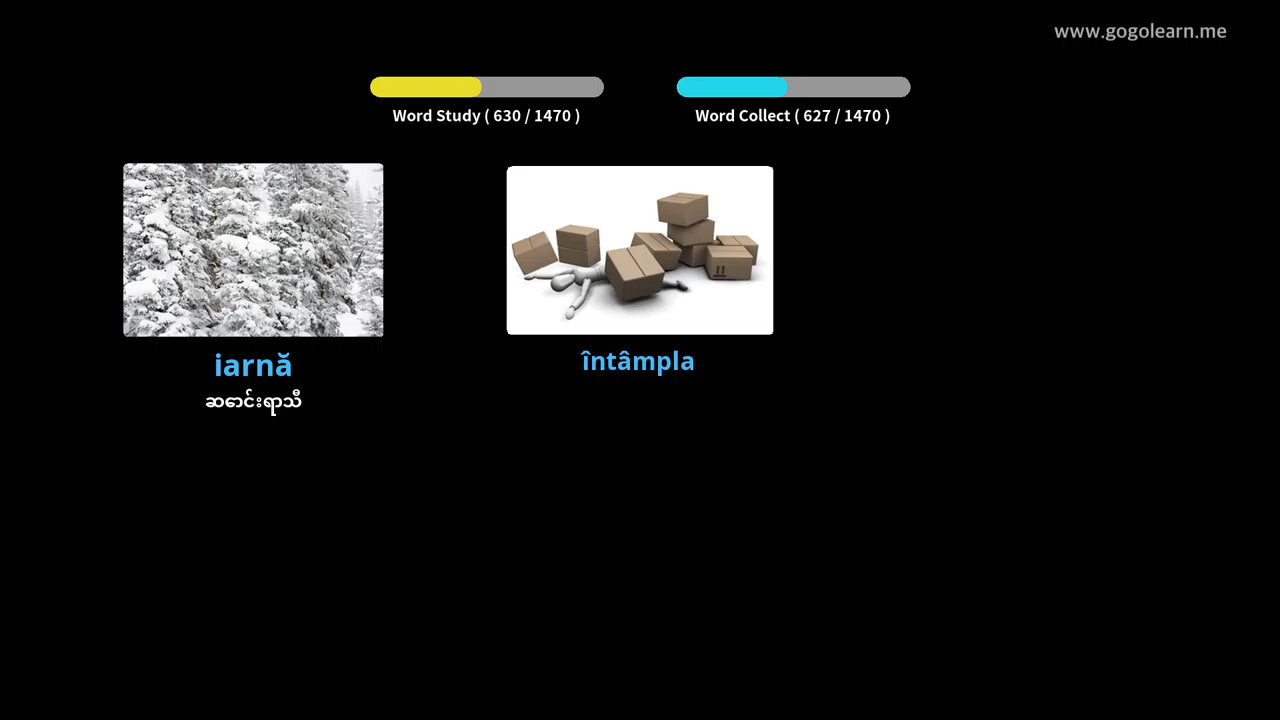 www.gogolearn.me
Word Study ( 630 / 1470 )
Word Collect ( 627 / 1470 )
iarnă
ဆောင်းရာသီ
întâmpla